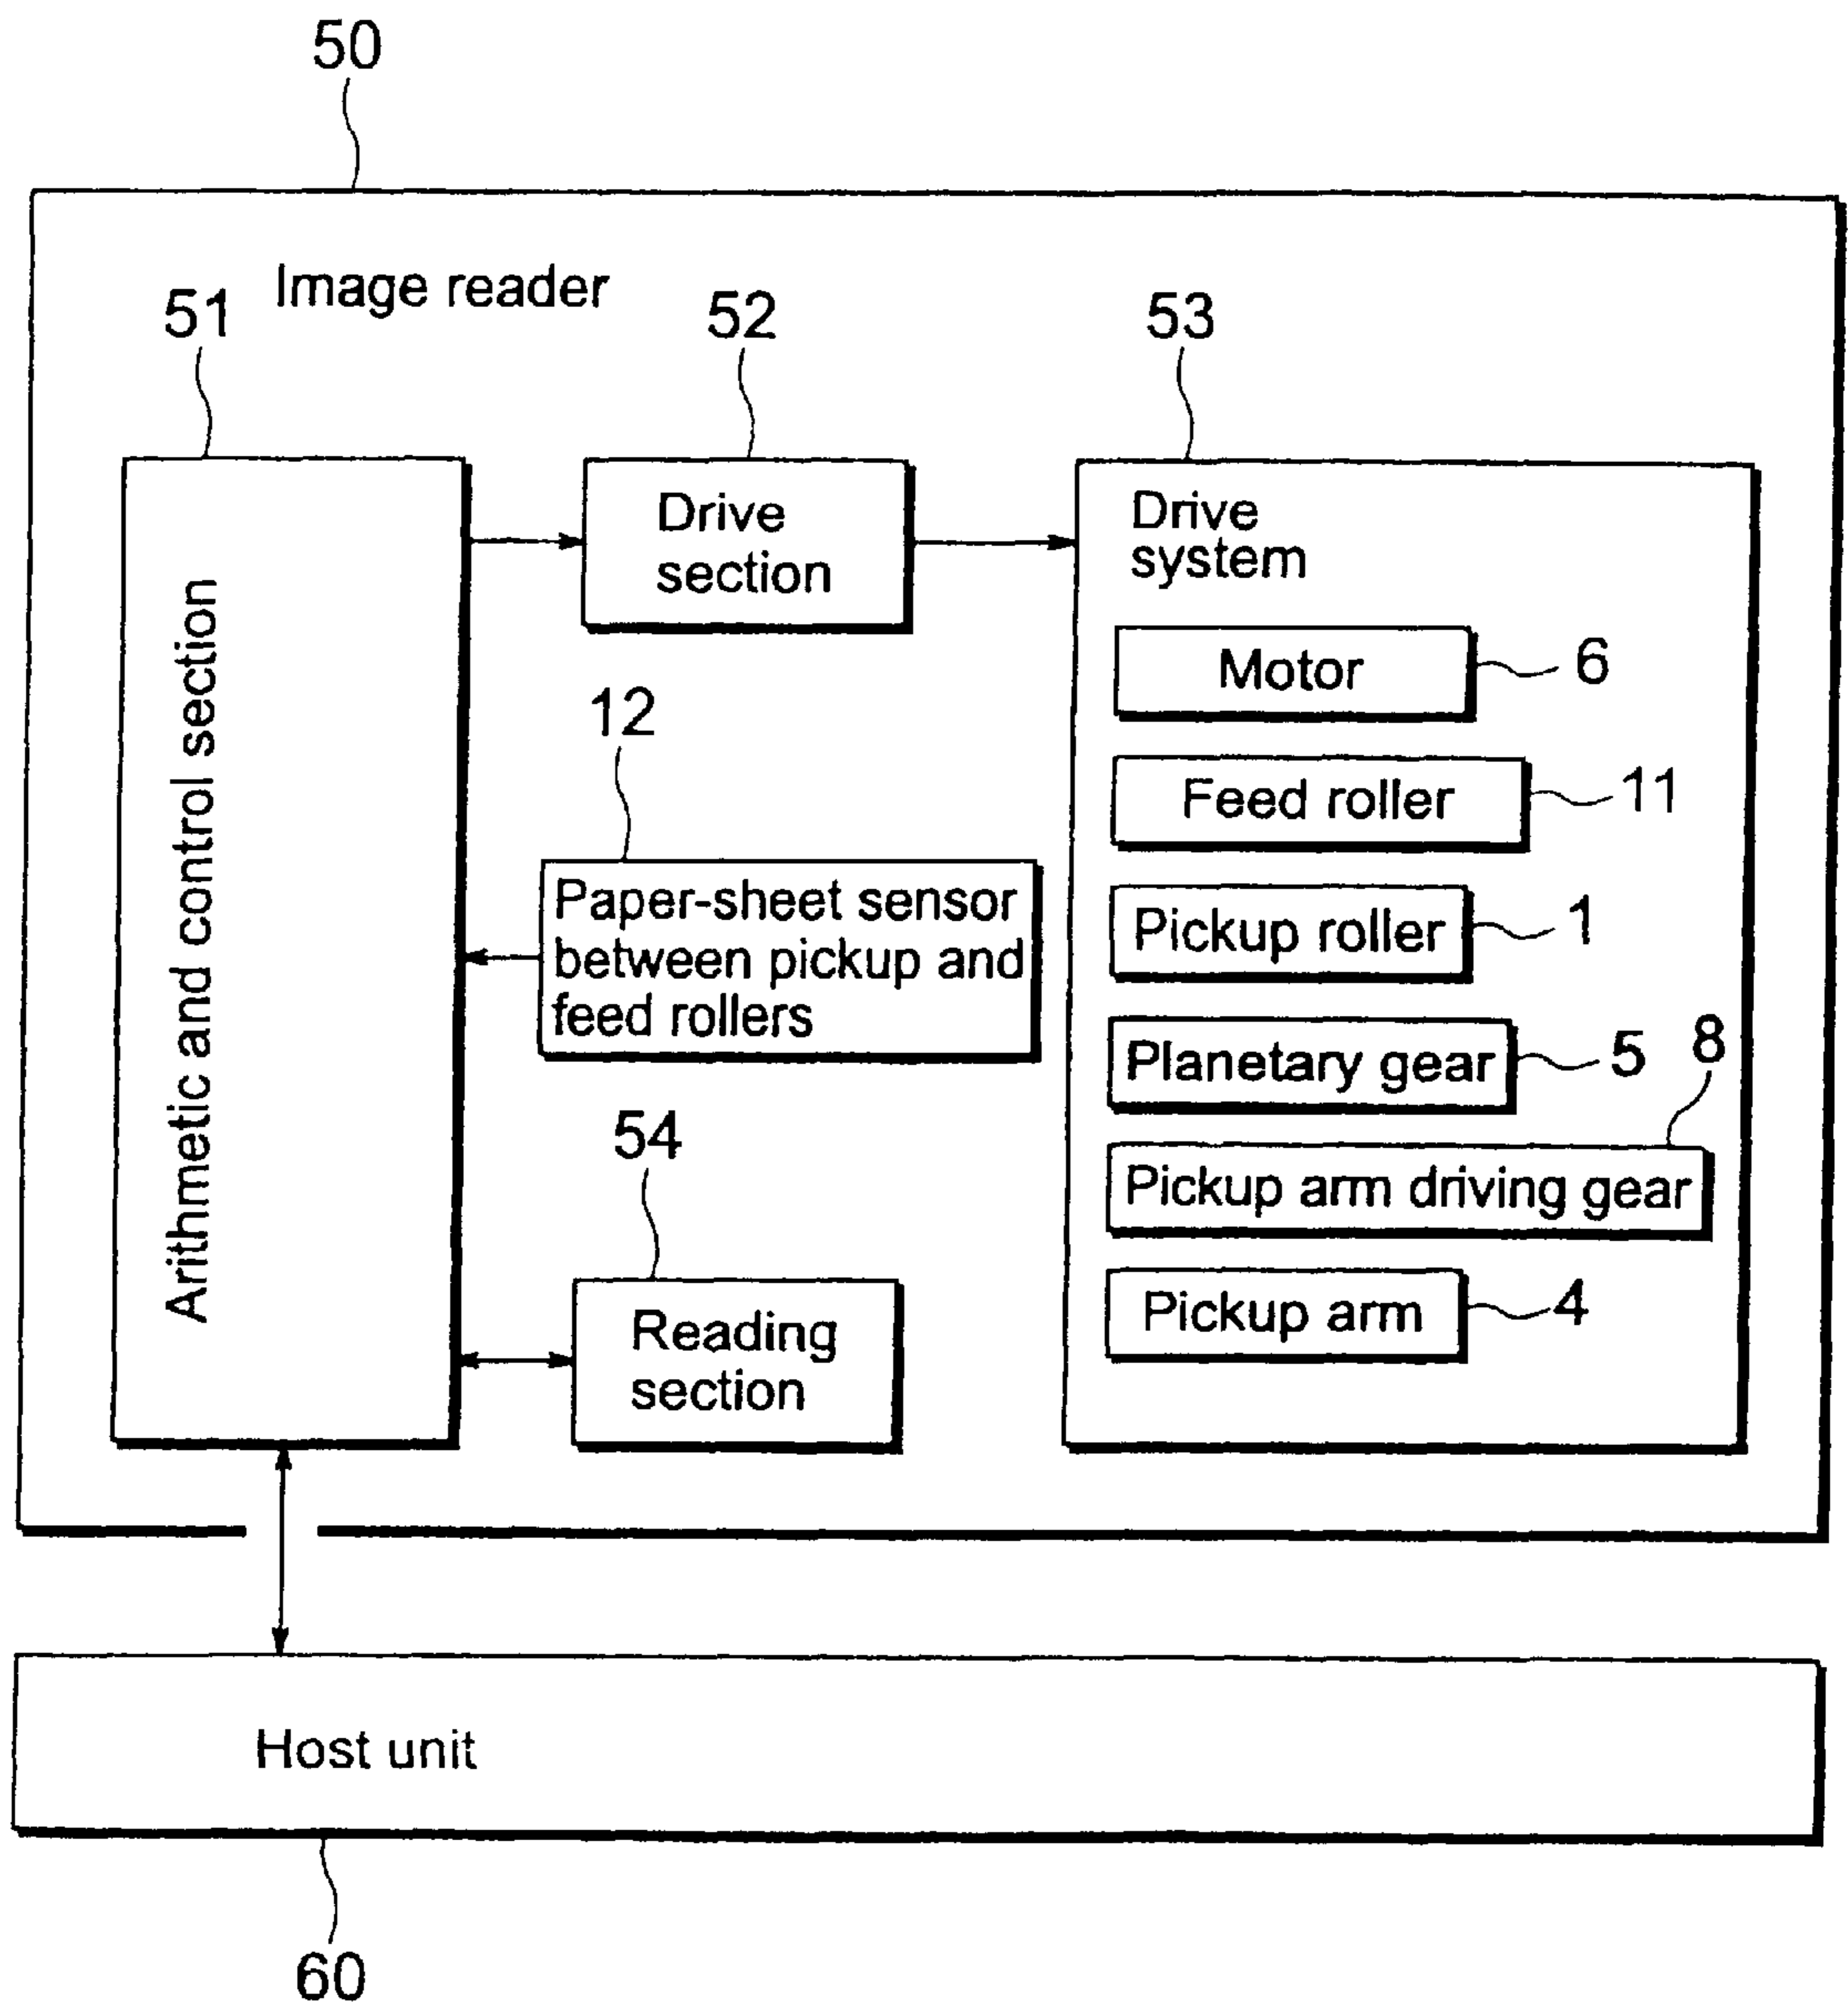 50
Image reader
51
52
53
Arithmetic and control section
Drive
section
Drive
system
Motor
6
12
Feed roller
11
Paper-sheet sensor
between pickup and
feed rollers
Pickup roller
1
Planetary gear
5
8
54
Pickup arm driving gear
Reading
section
Pickup arm
4
Host unit
60